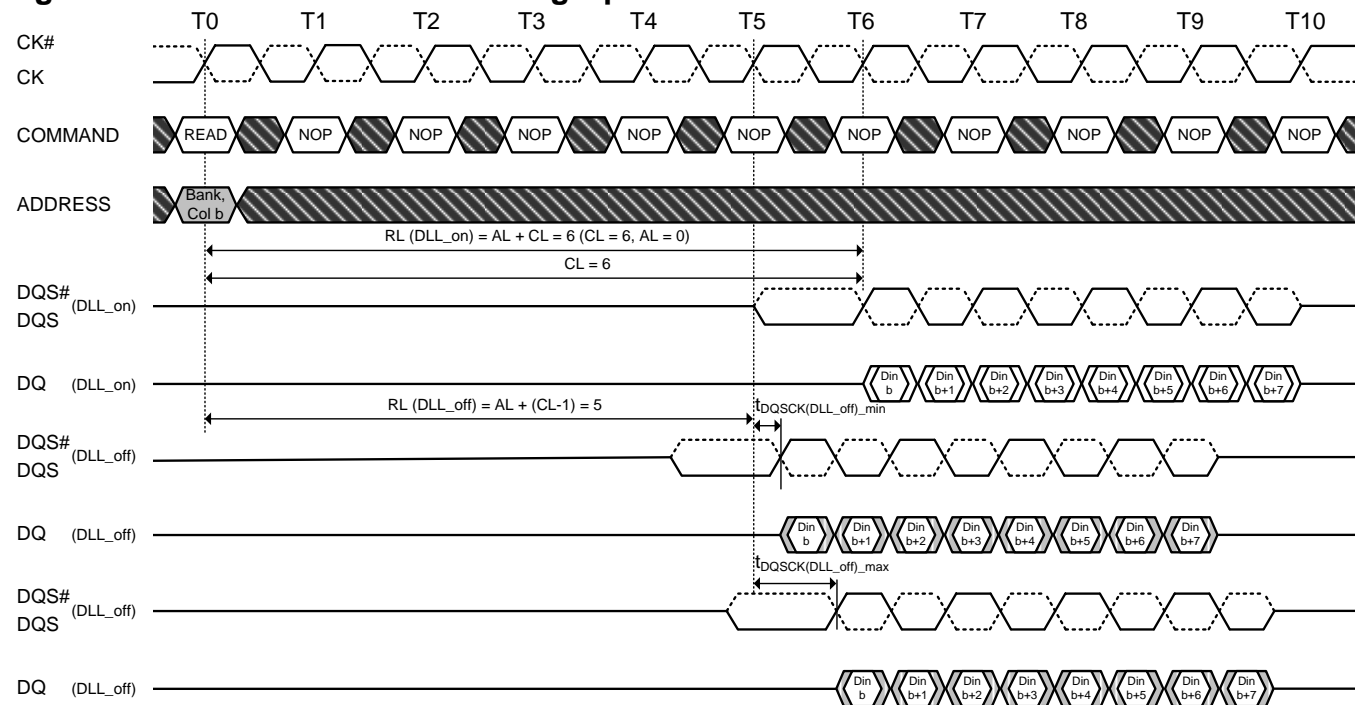 T0 T1 T2 T3 T4 T5 T6 T7 T8 T9 T10
CK#
CK
COMMAND READ NOP NOP NOP NOP NOP NOP NOP NOP NOP NOP
ADDRESS Bank,
Col b
RL (DLL_on) = AL + CL = 6 (CL = 6, AL = 0)
CL = 6
DQS# (DLL_on)
DQS
DQ (DLL_on) Din b Din b+1 Din b+2 Din b+3 Din b+4 Din b+5 Din b+6 Din b+7
RL (DLL_off) = AL + (CL-1) = 5 tDQSCK(DLL_off)_min
DQS# (DLL_off)
DQS
DQ (DLL_off) Din b Din b+1 Din b+2 Din b+3 Din b+4 Din b+5 Din b+6 Din b+7
tDQSCK(DLL_off)_max
DQS# (DLL_off)
DQS
DQ (DLL_off) Din b Din b+1 Din b+2 Din b+3 Din b+4 Din b+5 Din b+6 Din b+7